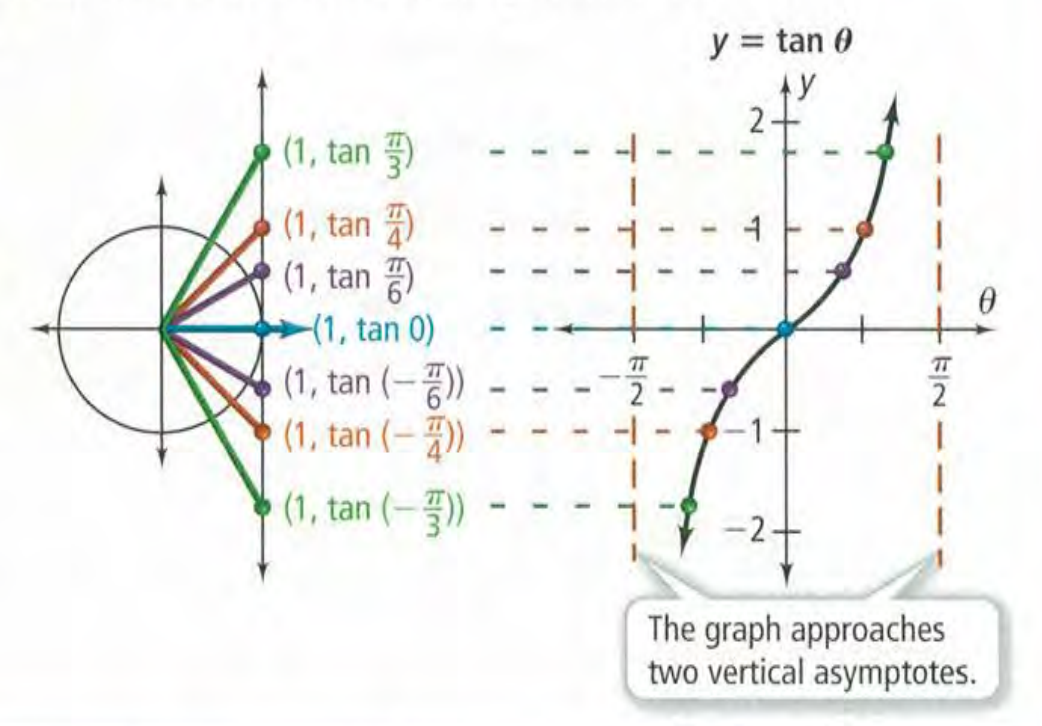 y = tan θ
y
2
(1, tan π/3)
(1, tan π/4)
1
(1, tan π/6)
θ
(1, tan 0)
(1, tan (−π/6))
−π/2
π/2
(1, tan (−π/4))
−1
(1, tan (−π/3))
−2
The graph approaches
two vertical asymptotes.